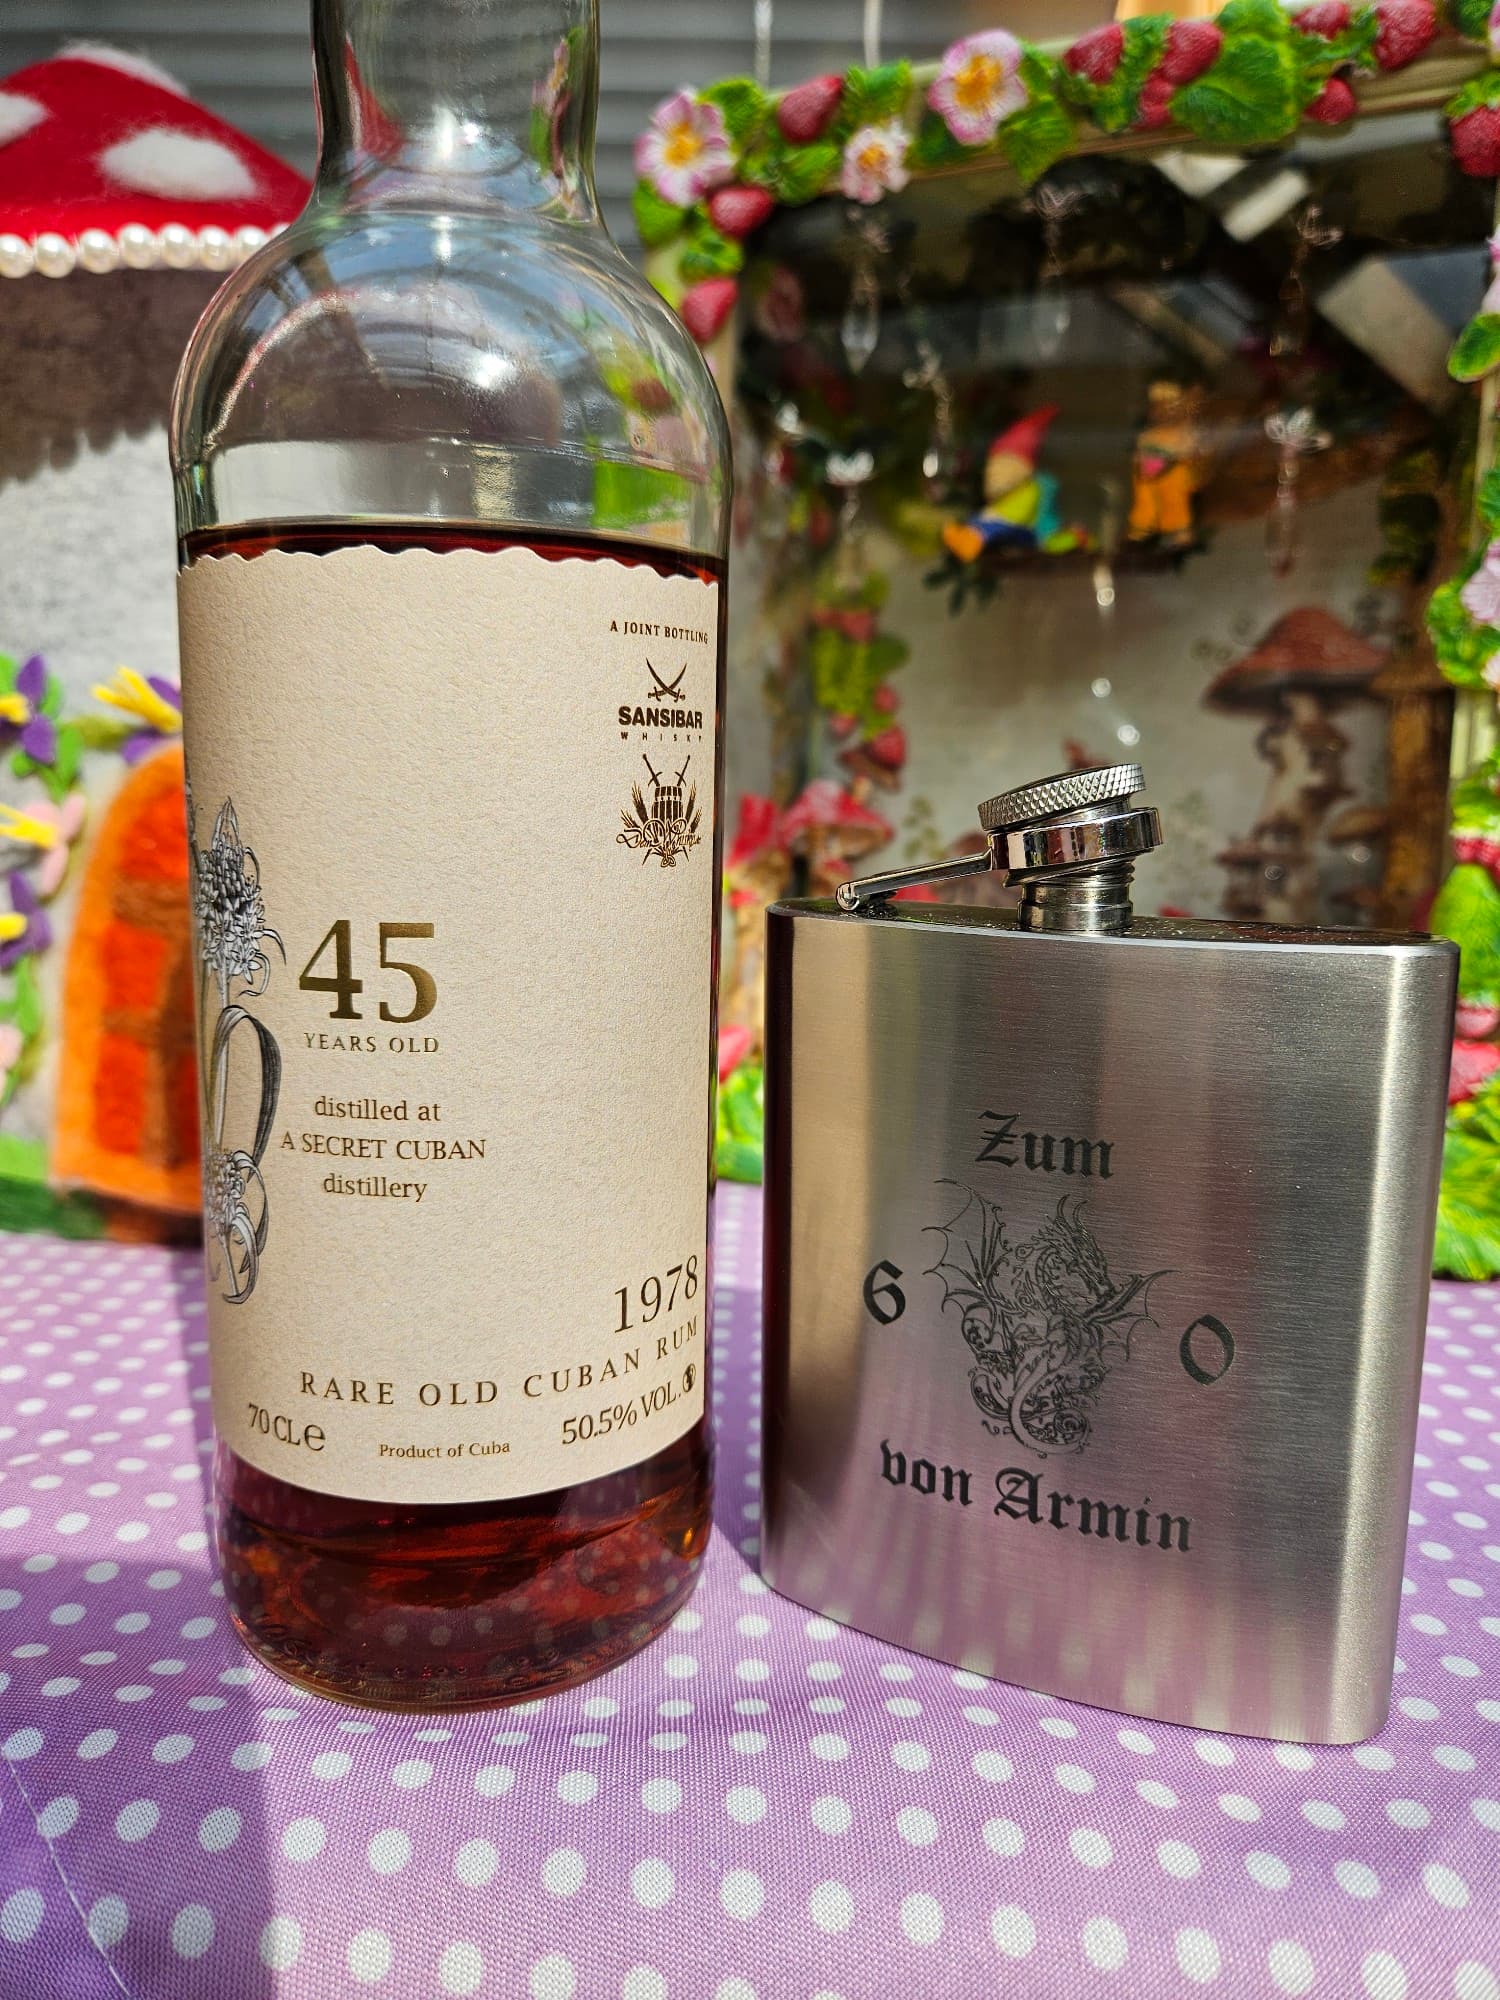 A JOINT BOTTLING
SANSIBAR
WHISKY
45
YEARS OLD
distilled at
A SECRET CUBAN
distillery
1978
RARE OLD CUBAN RUM
70 CL e
Product of Cuba
50.5% VOL.
Zum
6 0
von Armin